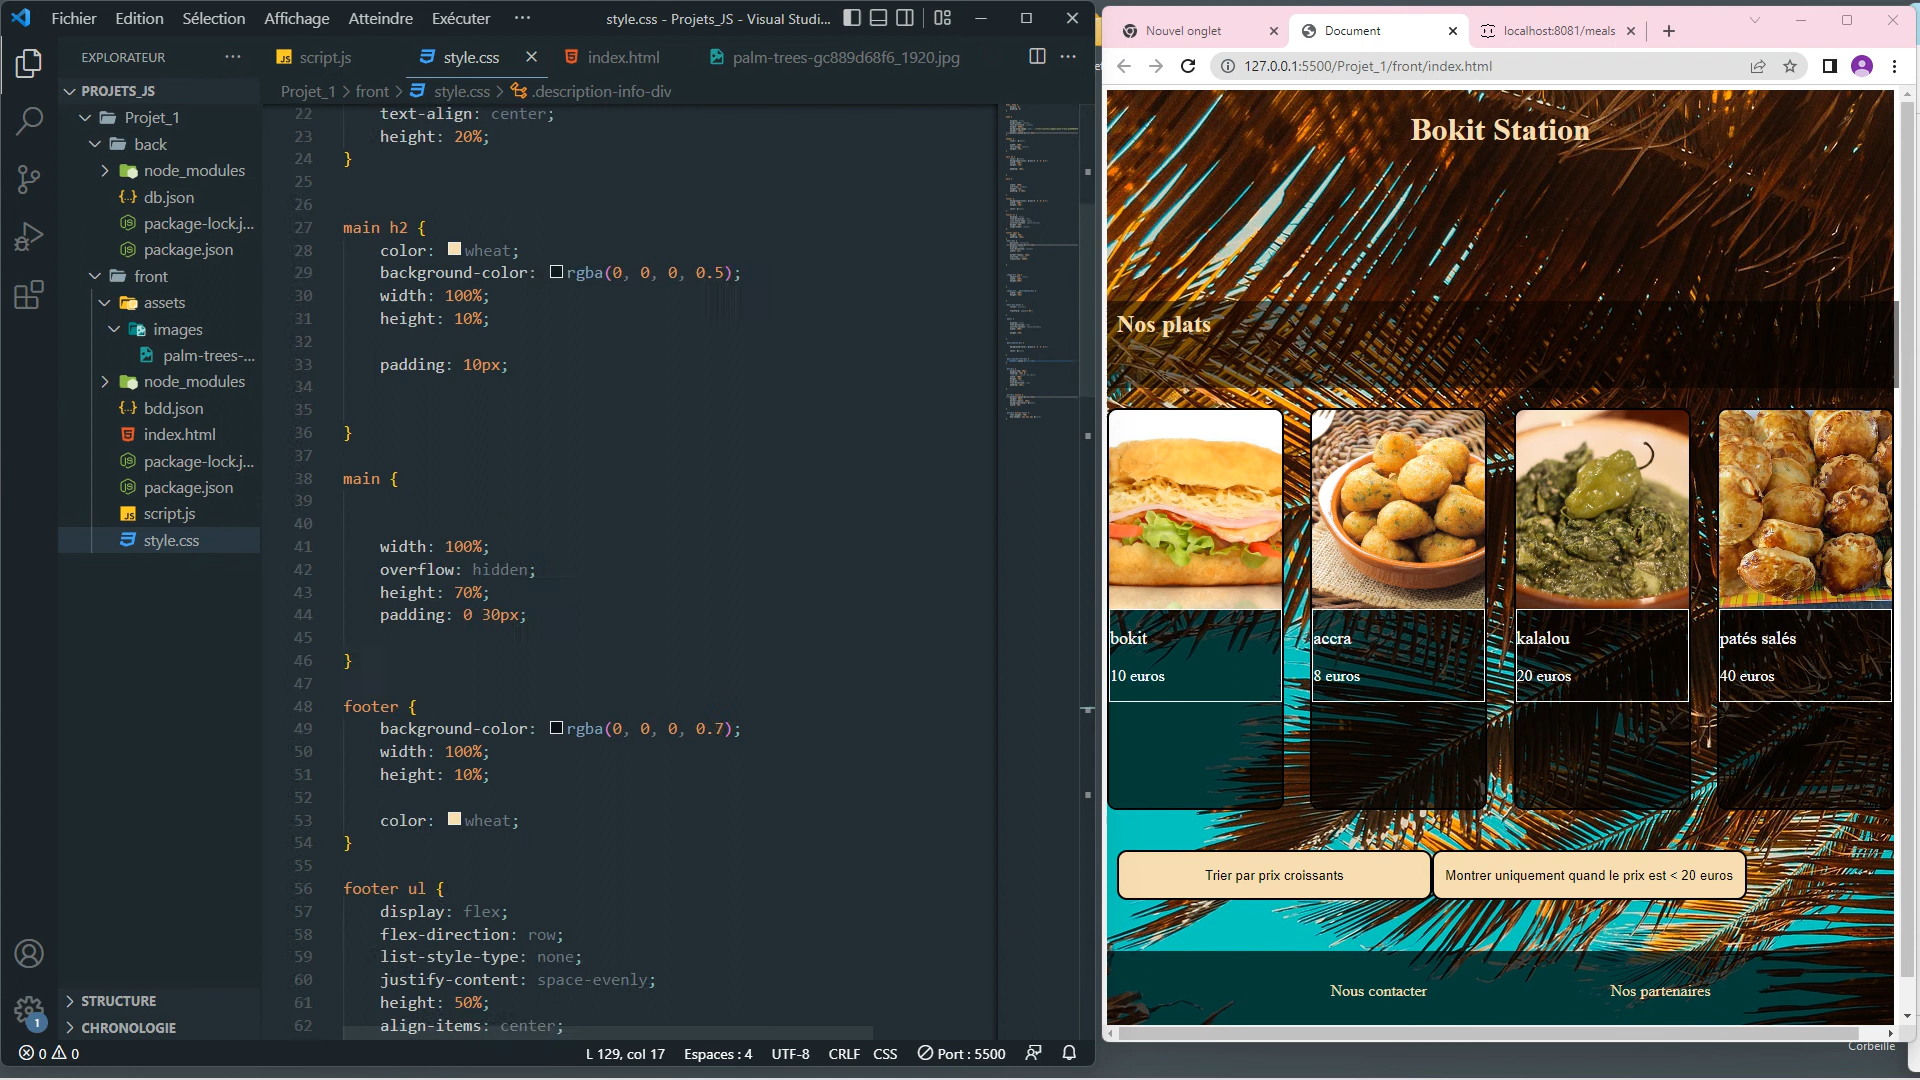 Fichier Edition Sélection Affichage Atteindre Exécuter ··· style.css - Projets_JS - Visual Studi...
EXPLORATEUR ···
PROJETS_JS
Projet_1
back
node_modules
db.json
package-lock.j...
package.json
front
assets
images
palm-trees-...
node_modules
bdd.json
index.html
package-lock.j...
package.json
script.js
style.css
STRUCTURE
CHRONOLOGIE
1
script.js style.css index.html palm-trees-gc889d68f6_1920.jpg
Projet_1 > front > style.css > .description-info-div
22 text-align: center;
23 height: 20%;
24 }
25
26
27 main h2 {
28 color: wheat;
29 background-color: rgba(0, 0, 0, 0.5);
30 width: 100%;
31 height: 10%;
32
33 padding: 10px;
34
35
36 }
37
38 main {
39
40
41 width: 100%;
42 overflow: hidden;
43 height: 70%;
44 padding: 0 30px;
45
46 }
47
48 footer {
49 background-color: rgba(0, 0, 0, 0.7);
50 width: 100%;
51 height: 10%;
52
53 color: wheat;
54 }
55
56 footer ul {
57 display: flex;
58 flex-direction: row;
59 list-style-type: none;
60 justify-content: space-evenly;
61 height: 50%;
62 align-items: center;
0 0 L 129, col 17 Espaces : 4 UTF-8 CRLF CSS Port : 5500
Nouvel onglet Document localhost:8081/meals
127.0.0.1:5500/Projet_1/front/index.html
Bokit Station
Nos plats
bokit
10 euros
accra
8 euros
kalalou
20 euros
patés salés
40 euros
Trier par prix croissants
Montrer uniquement quand le prix est < 20 euros
Nous contacter
Nos partenaires
Corbeille